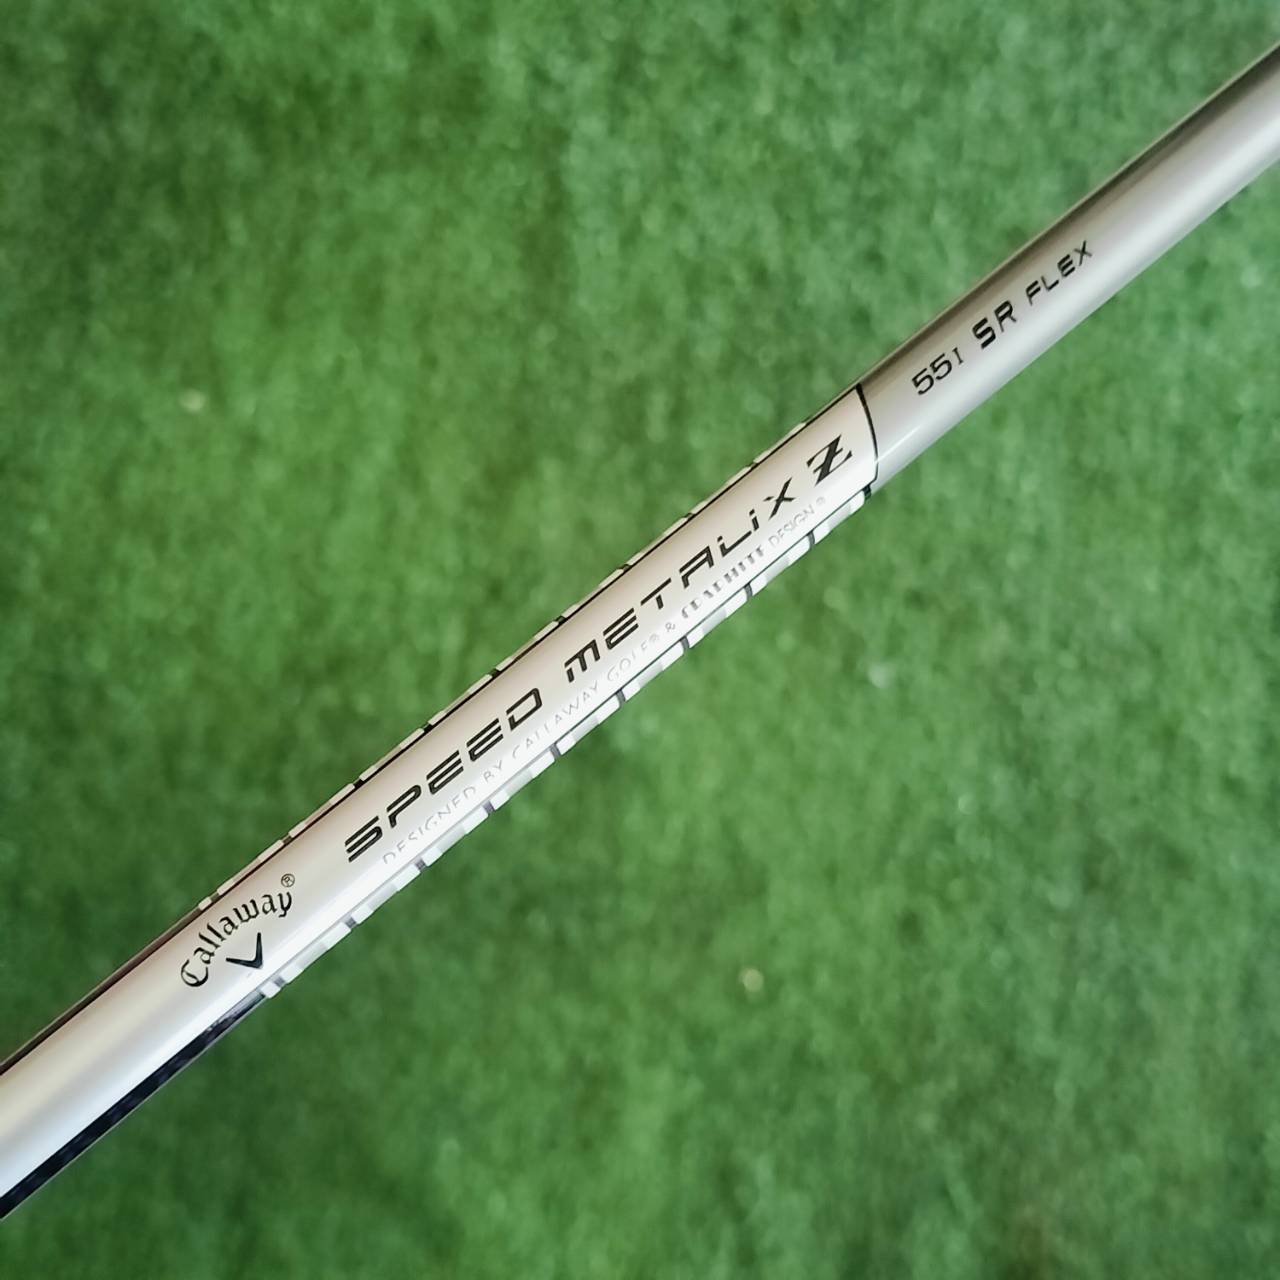 Callaway®
SPEED METALiX Z
DESIGNED BY CALLAWAY GOLF® & GRAPHITE DESIGN®
55I SR FLEX